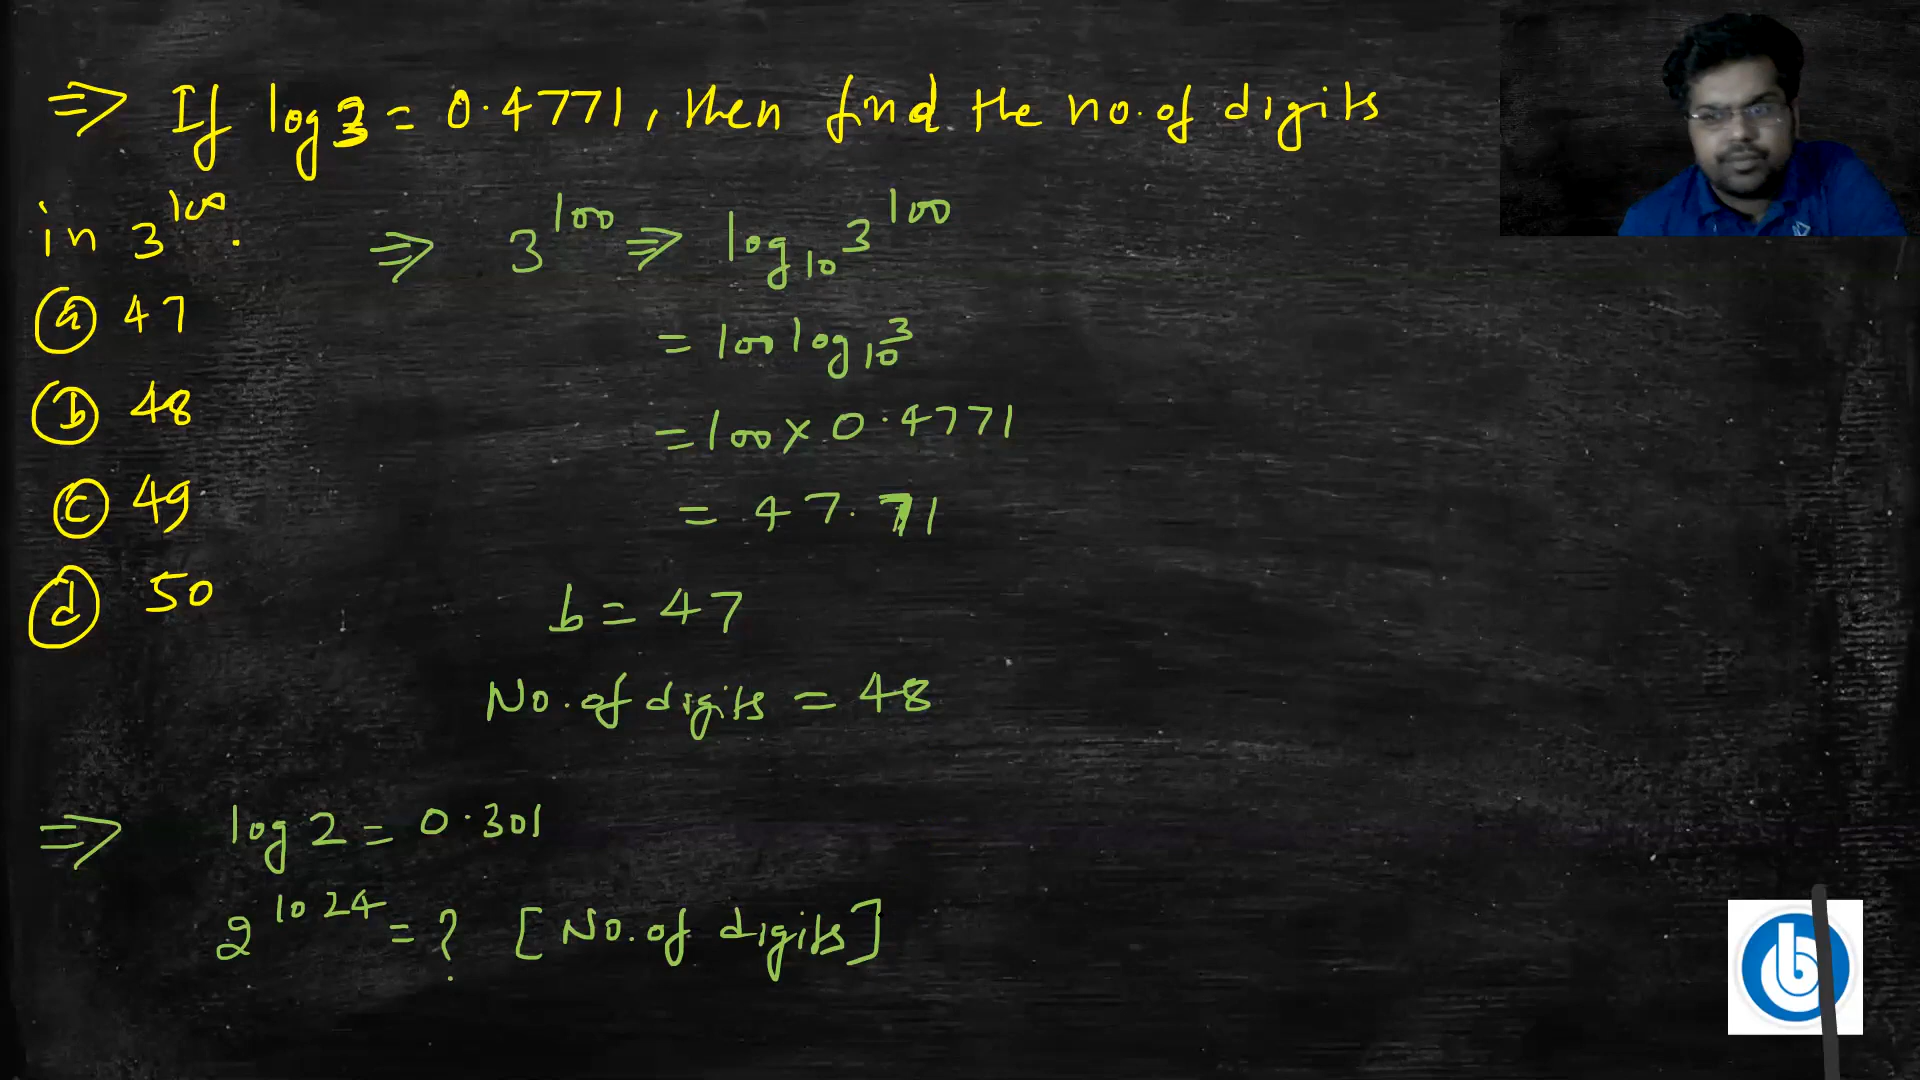 ⇒ If log 3 = 0.4771, then find the no. of digits
in 3^100.
(a) 47
(b) 48
(c) 49
(d) 50
⇒ 3^100 ⇒ log₁₀ 3^100
= 100 log₁₀ 3
= 100 × 0.4771
= 47.71
b = 47
No. of digits = 48
⇒ log 2 = 0.301
2^1024 = ? [No. of digits]
b